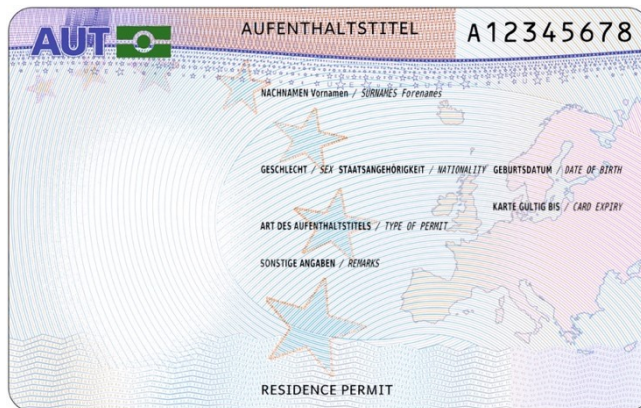 AUT AUFENTHALTSTITEL A12345678
NACHNAMEN Vornamen / SURNAMES Forenames
GESCHLECHT / SEX STAATSANGEHÖRIGKEIT / NATIONALITY GEBURTSDATUM / DATE OF BIRTH
KARTE GÜLTIG BIS / CARD EXPIRY
ART DES AUFENTHALTSTITELS / TYPE OF PERMIT
SONSTIGE ANGABEN / REMARKS
RESIDENCE PERMIT